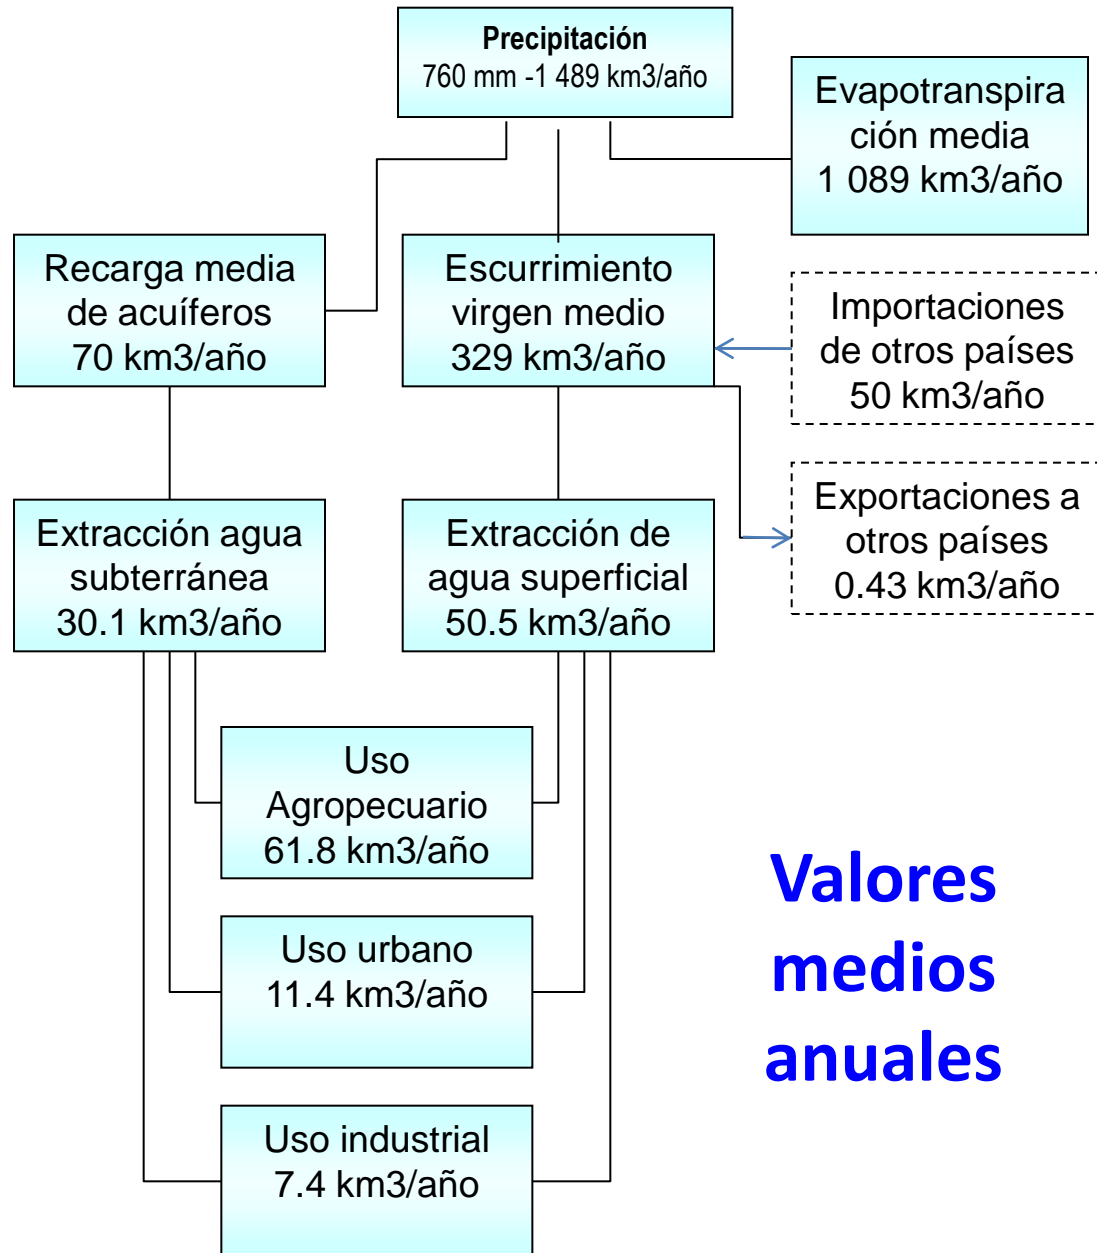 Precipitación
760 mm -1 489 km3/año
Evapotranspira
ción media
1 089 km3/año
Recarga media
de acuíferos
70 km3/año
Escurrimiento
virgen medio
329 km3/año
Importaciones
de otros países
50 km3/año
Exportaciones a
otros países
0.43 km3/año
Extracción agua
subterránea
30.1 km3/año
Extracción de
agua superficial
50.5 km3/año
Uso
Agropecuario
61.8 km3/año
Uso urbano
11.4 km3/año
Uso industrial
7.4 km3/año
Valores
medios
anuales